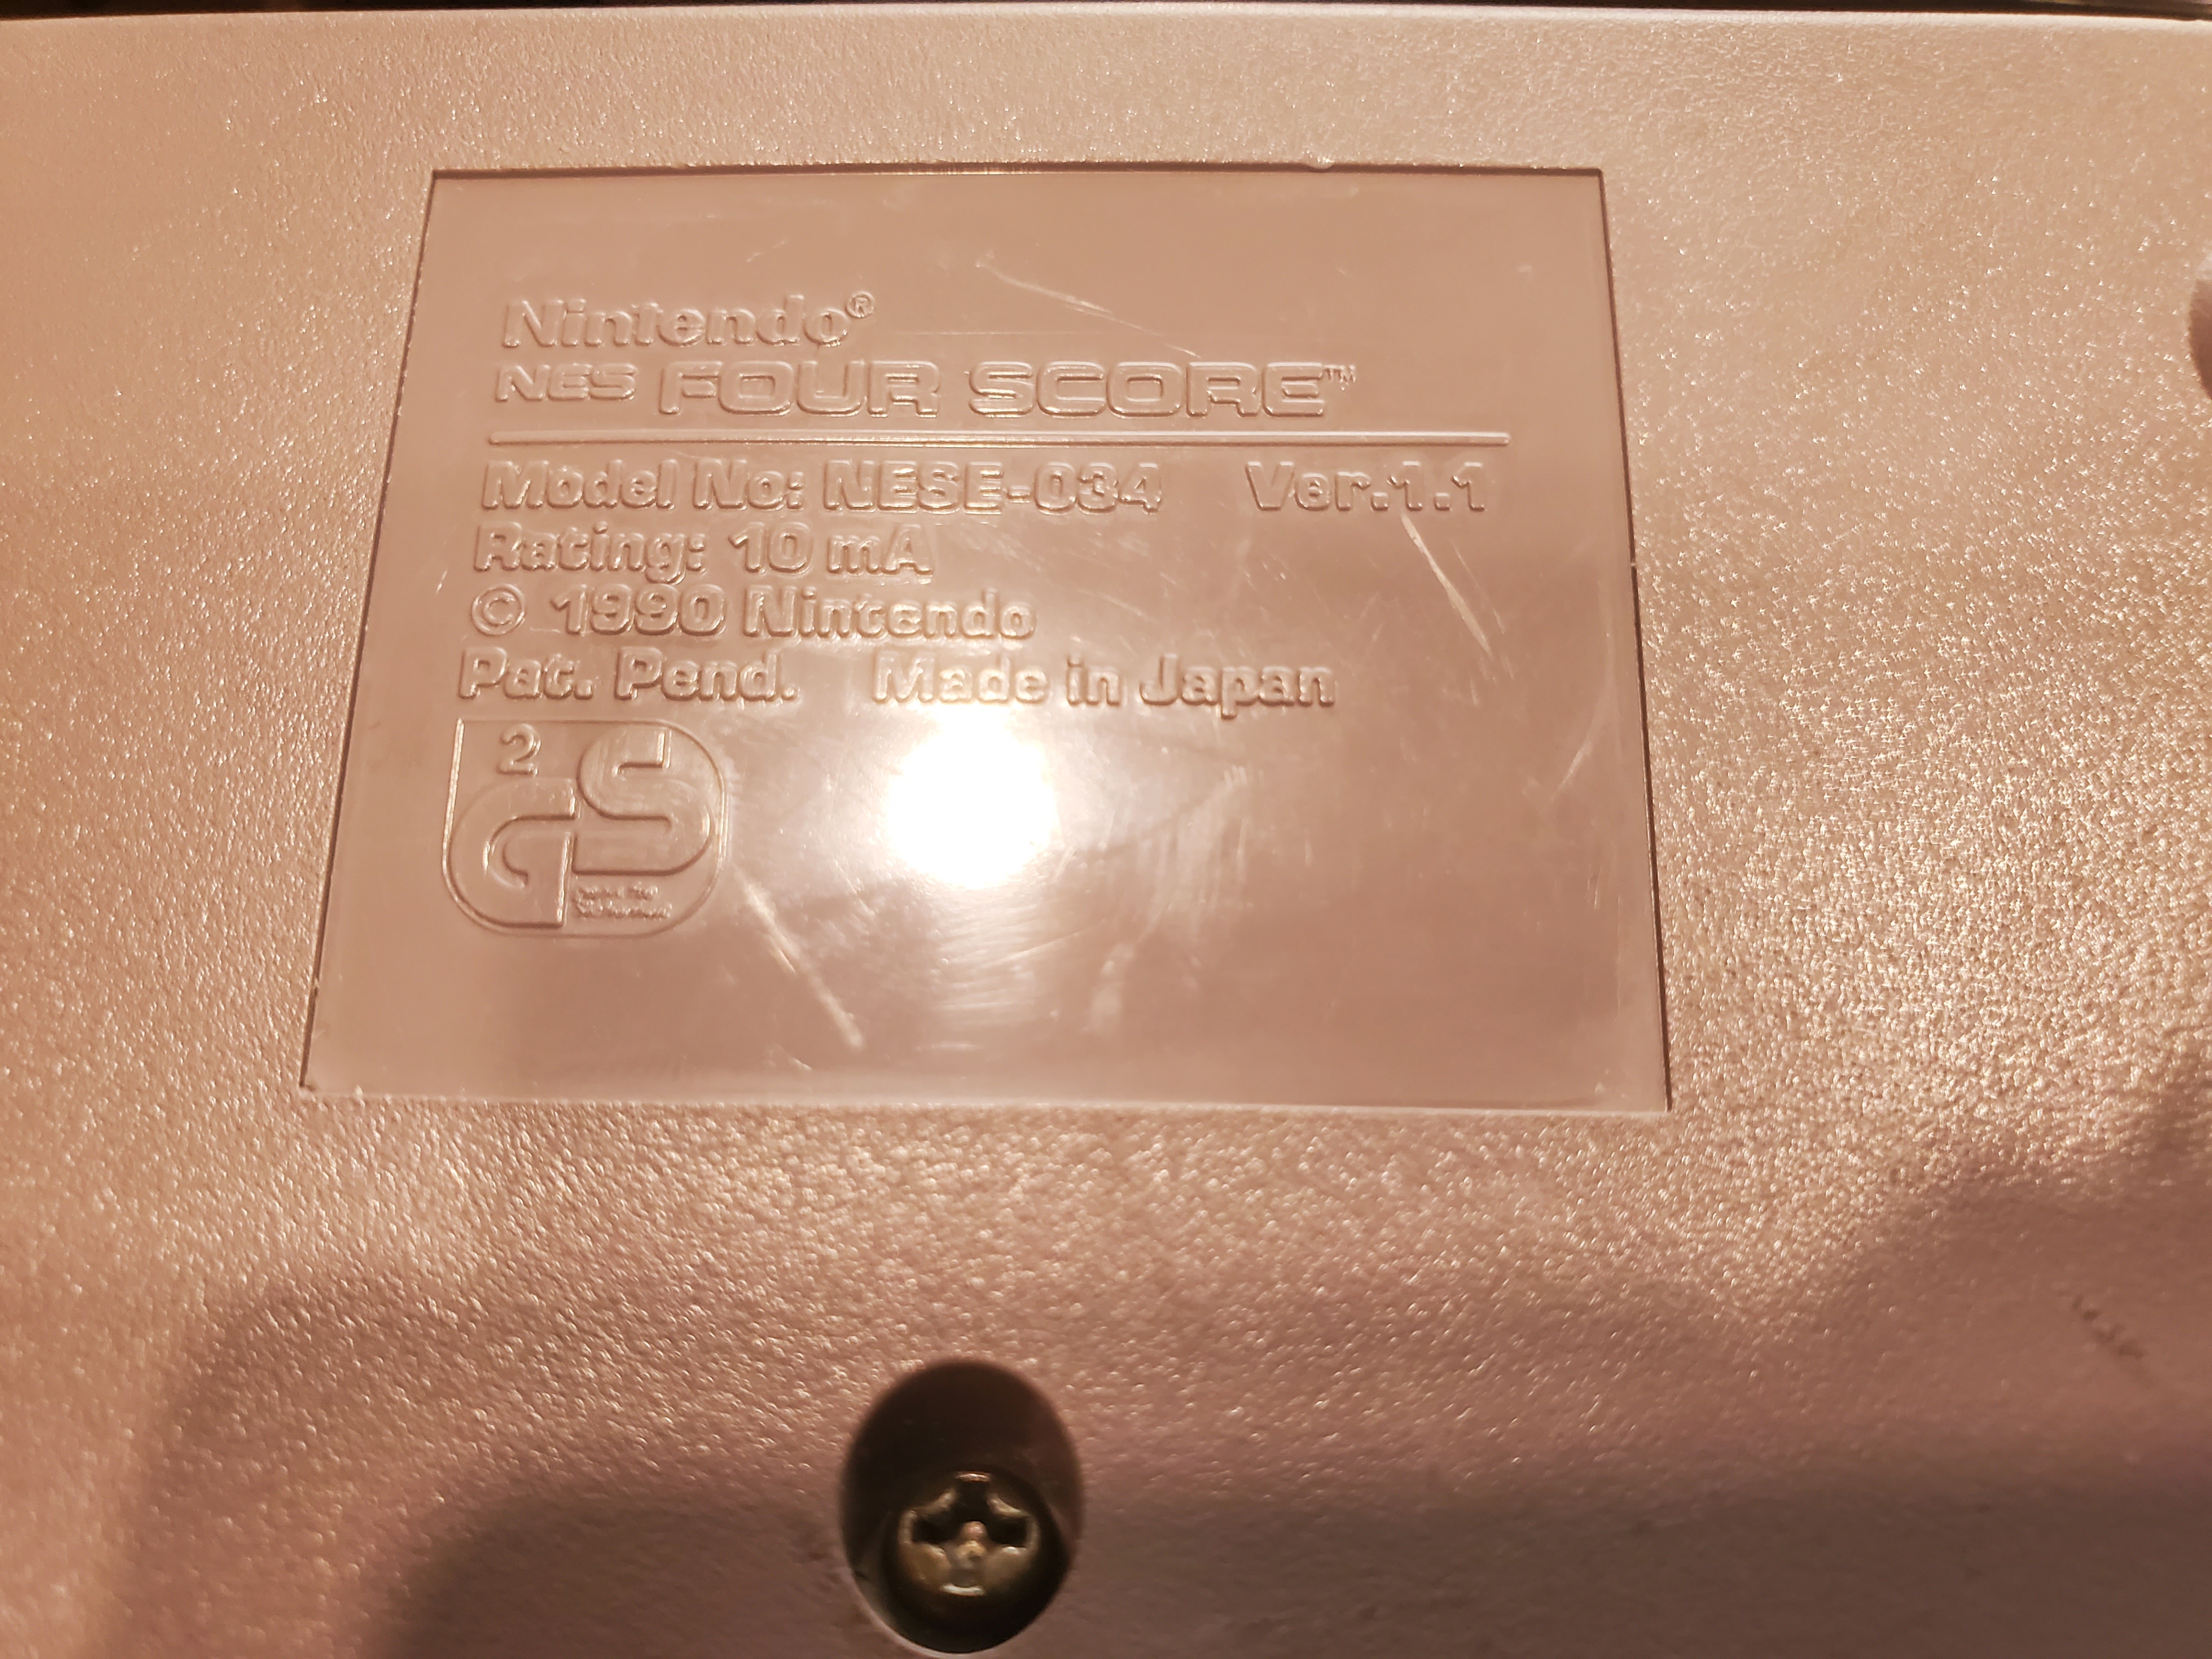 Nintendo®
NES FOUR SCORE™
Model No: NESE-034 Ver.1.1
Rating: 10 mA
© 1990 Nintendo
Pat. Pend. Made in Japan
2
GS